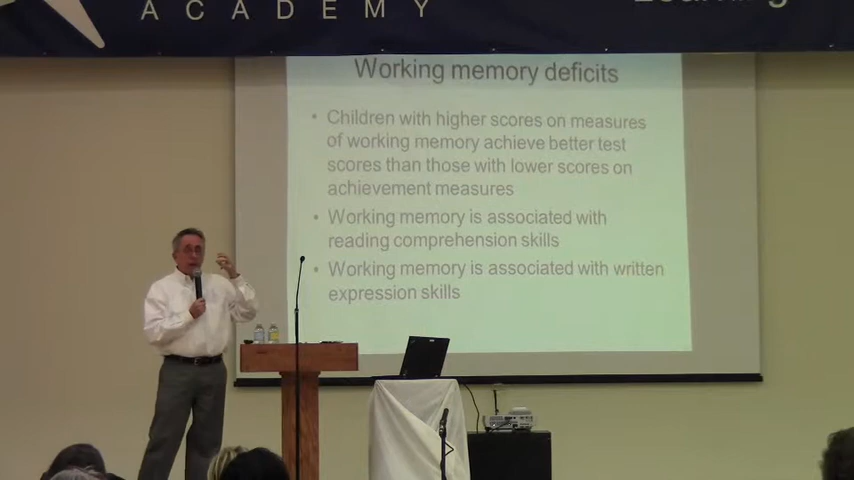 ACADEMY
Learning
Working memory deficits
• Children with higher scores on measures
of working memory achieve better test
scores than those with lower scores on
achievement measures
• Working memory is associated with
reading comprehension skills
• Working memory is associated with written
expression skills